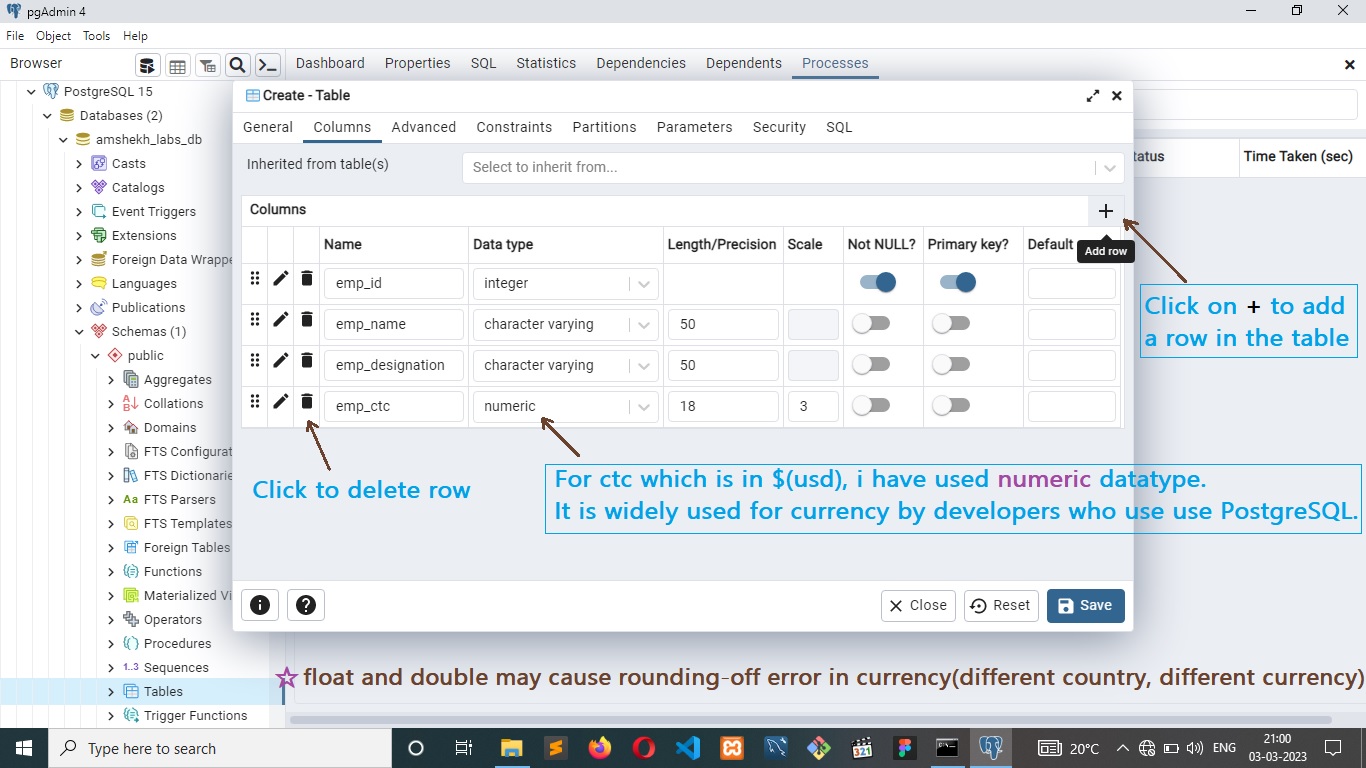 pgAdmin 4
File Object Tools Help
Browser
Dashboard Properties SQL Statistics Dependencies Dependents Processes
PostgreSQL 15
Databases (2)
amshekh_labs_db
Casts
Catalogs
Event Triggers
Extensions
Foreign Data Wrappe
Languages
Publications
Schemas (1)
public
Aggregates
Collations
Domains
FTS Configurat
FTS Dictionarie
FTS Parsers
Aa
FTS Templates
Foreign Tables
Functions
Materialized Vi
Operators
Procedures
1..3 Sequences
Tables
Trigger Functions
Create - Table
General Columns Advanced Constraints Partitions Parameters Security SQL
Inherited from table(s) Select to inherit from...
Columns
Add row
Name Data type Length/Precision Scale Not NULL? Primary key? Default
emp_id integer
emp_name character varying 50
emp_designation character varying 50
emp_ctc numeric 18 3
Close Reset Save
tatus Time Taken (sec)
Click on + to add
a row in the table
Click to delete row
For ctc which is in $(usd), i have used numeric datatype.
It is widely used for currency by developers who use use PostgreSQL.
float and double may cause rounding-off error in currency(different country, different currency)
Type here to search
321
20°C
ENG
21:00
03-03-2023